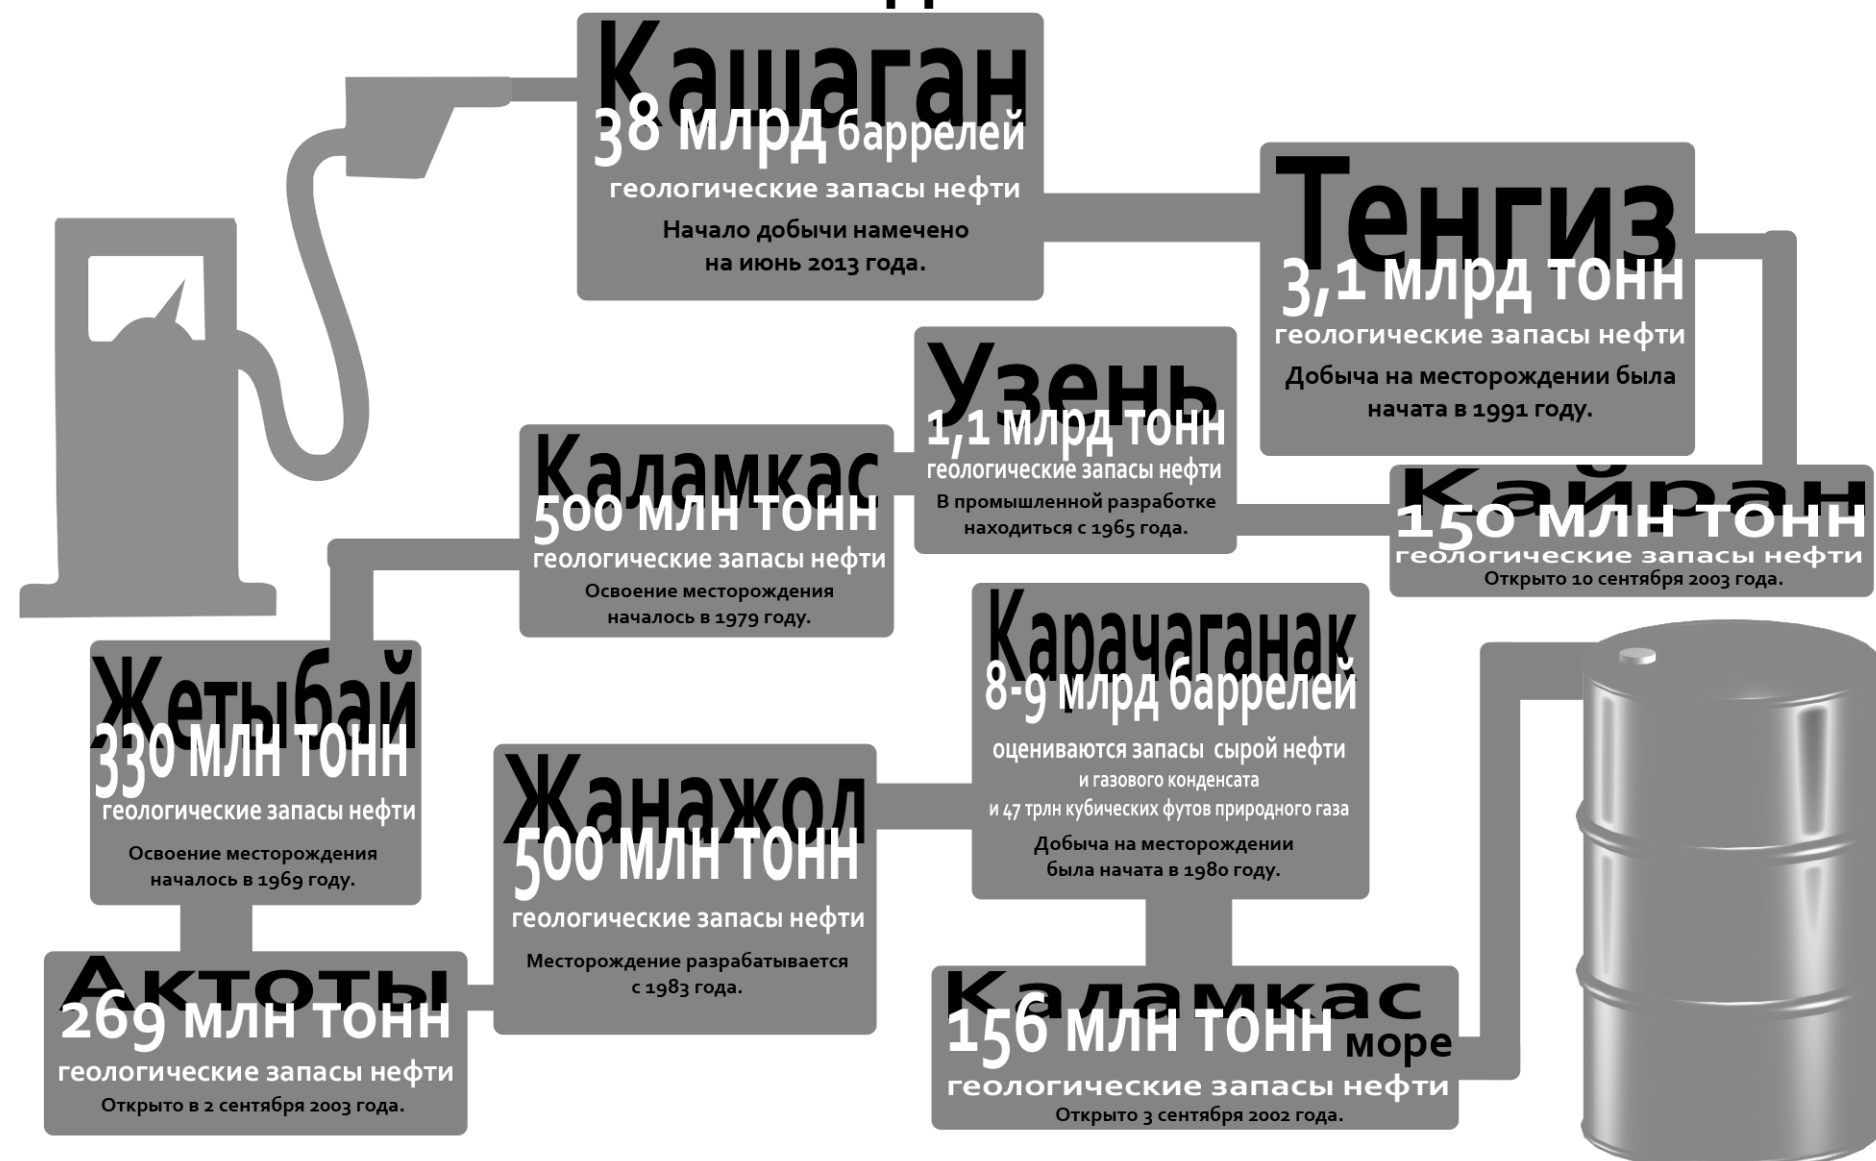 Кашаган
38 млрд баррелей
геологические запасы нефти
Начало добычи намечено
на июнь 2013 года.
Тенгиз
3,1 млрд тонн
геологические запасы нефти
Добыча на месторождении была
начата в 1991 году.
Кайран
150 млн тонн
геологические запасы нефти
Открыто 10 сентября 2003 года.
Узень
1,1 млрд тонн
геологические запасы нефти
В промышленной разработке
находиться с 1965 года.
Каламкас
500 млн тонн
геологические запасы нефти
Освоение месторождения
началось в 1979 году.
Жетыбай
330 млн тонн
геологические запасы нефти
Освоение месторождения
началось в 1969 году.
Актоты
269 млн тонн
геологические запасы нефти
Открыто в 2 сентября 2003 года.
Жанажол
500 млн тонн
геологические запасы нефти
Месторождение разрабатывается
с 1983 года.
Карачаганак
8-9 млрд баррелей
оцениваются запасы сырой нефти
и газового конденсата
и 47 трлн кубических футов природного газа
Добыча на месторождении
была начата в 1980 году.
Каламкас
156 млн тонн море
геологические запасы нефти
Открыто 3 сентября 2002 года.